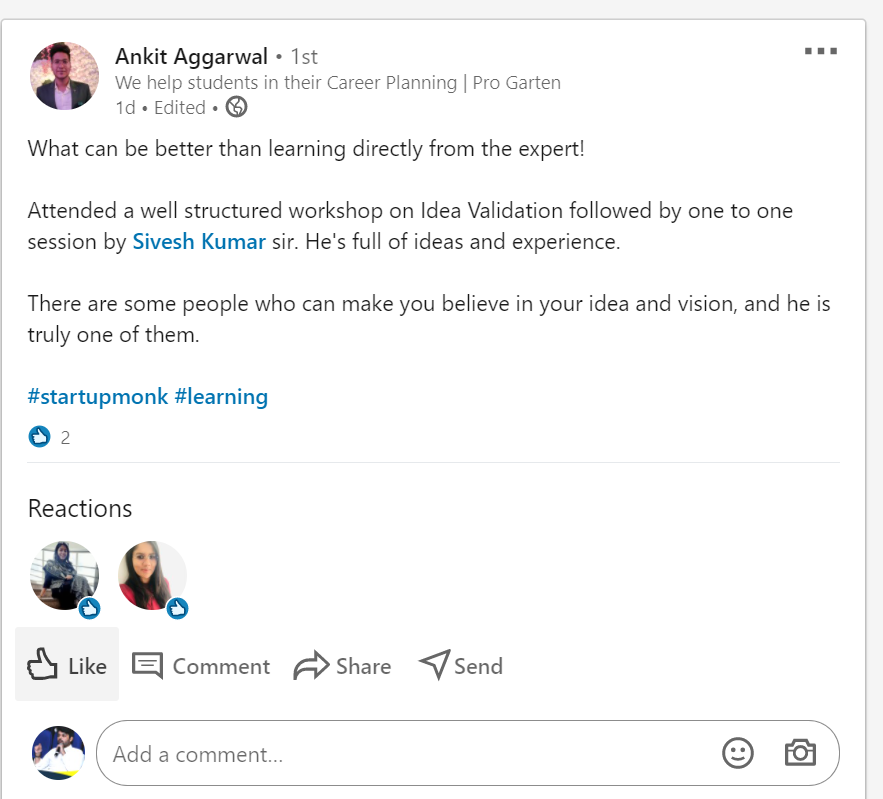 Ankit Aggarwal • 1st
We help students in their Career Planning | Pro Garten
1d • Edited •
What can be better than learning directly from the expert!
Attended a well structured workshop on Idea Validation followed by one to one
session by Sivesh Kumar sir. He's full of ideas and experience.
There are some people who can make you believe in your idea and vision, and he is
truly one of them.
#startupmonk #learning
2
Reactions
Like Comment Share Send
Add a comment...